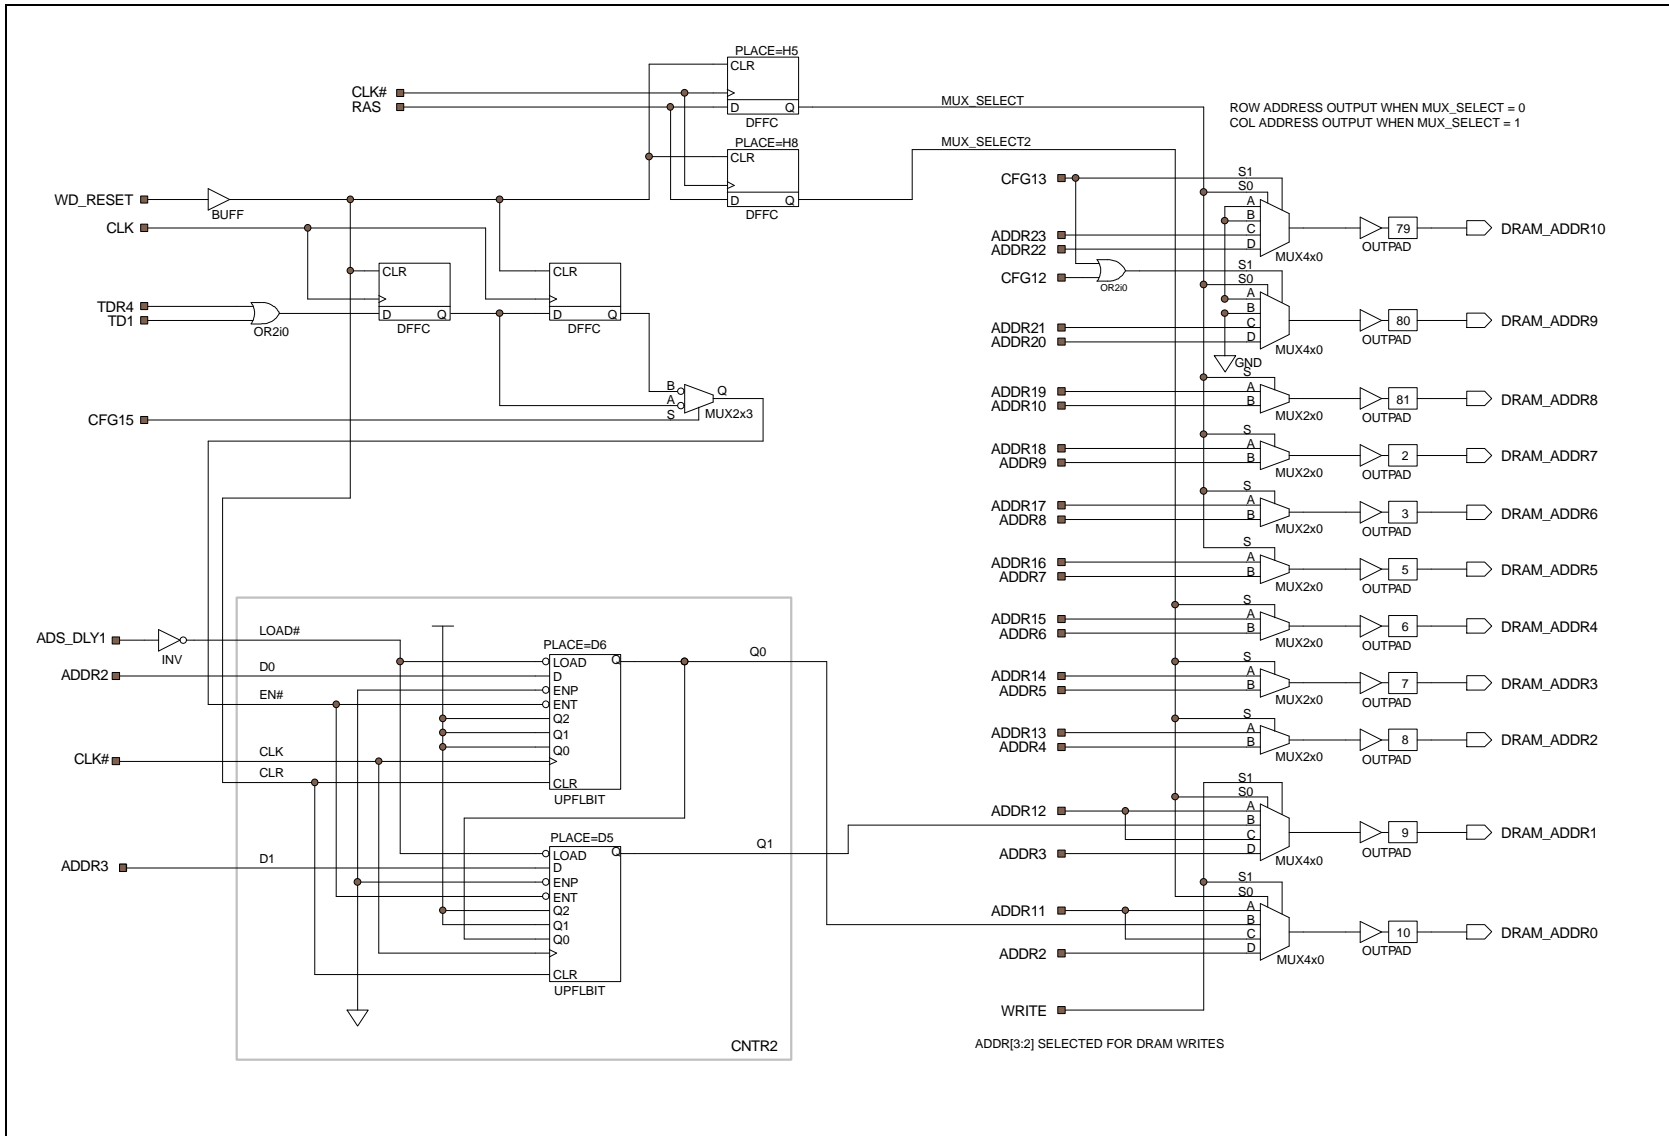 PLACE=H5
CLR
CLK#
RAS
D Q
DFFC
MUX_SELECT
ROW ADDRESS OUTPUT WHEN MUX_SELECT = 0
COL ADDRESS OUTPUT WHEN MUX_SELECT = 1
PLACE=H8
CLR
D Q
DFFC
MUX_SELECT2
WD_RESET
BUFF
CLK
CLR
D Q
DFFC
CLR
D Q
DFFC
TDR4
TD1
OR2i0
B
A
S
Q
MUX2x3
CFG15
CFG13
S1
S0
A
B
C
D
ADDR23
ADDR22
MUX4x0
79
OUTPAD
DRAM_ADDR10
CFG12
OR2i0
S1
S0
A
B
C
D
ADDR21
ADDR20
MUX4x0
80
OUTPAD
DRAM_ADDR9
GND
S
ADDR19
ADDR10
A
B
MUX2x0
81
OUTPAD
DRAM_ADDR8
S
ADDR18
ADDR9
A
B
MUX2x0
2
OUTPAD
DRAM_ADDR7
S
ADDR17
ADDR8
A
B
MUX2x0
3
OUTPAD
DRAM_ADDR6
S
ADDR16
ADDR7
A
B
MUX2x0
5
OUTPAD
DRAM_ADDR5
S
ADDR15
ADDR6
A
B
MUX2x0
6
OUTPAD
DRAM_ADDR4
S
ADDR14
ADDR5
A
B
MUX2x0
7
OUTPAD
DRAM_ADDR3
S
ADDR13
ADDR4
A
B
MUX2x0
8
OUTPAD
DRAM_ADDR2
S1
S0
ADDR12
ADDR3
A
B
C
D
MUX4x0
9
OUTPAD
DRAM_ADDR1
S1
S0
ADDR11
ADDR2
A
B
C
D
MUX4x0
10
OUTPAD
DRAM_ADDR0
WRITE
ADDR[3:2] SELECTED FOR DRAM WRITES
ADS_DLY1
INV
LOAD#
ADDR2
D0
EN#
CLK#
CLK
CLR
PLACE=D6
LOAD
Q
D
ENP
ENT
Q2
Q1
Q0
CLR
UPFLBIT
Q0
ADDR3
D1
PLACE=D5
LOAD
Q
D
ENP
ENT
Q2
Q1
Q0
CLR
UPFLBIT
Q1
CNTR2